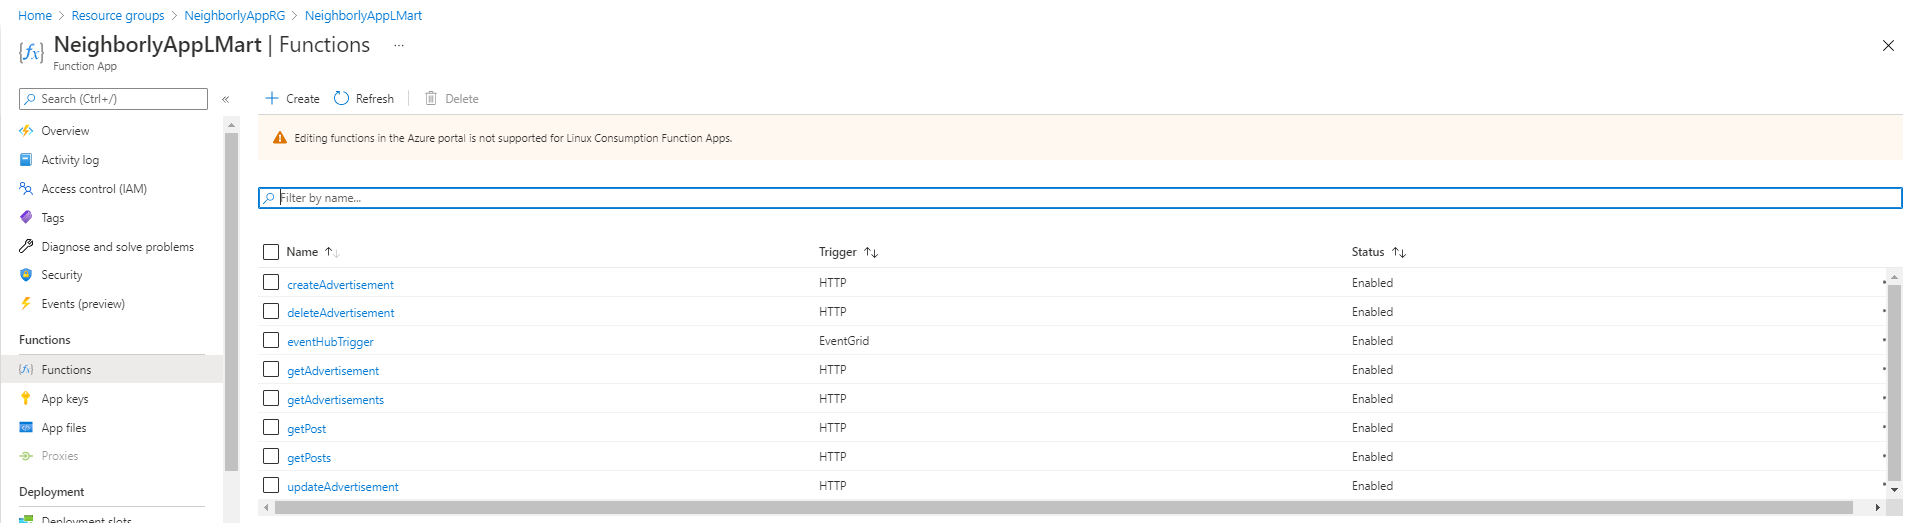 Home > Resource groups > NeighborlyAppRG > NeighborlyAppLMart
NeighborlyAppLMart | Functions ...
Function App
Search (Ctrl+/) «
Overview
Activity log
Access control (IAM)
Tags
Diagnose and solve problems
Security
Events (preview)
Functions
Functions
App keys
App files
Proxies
Deployment
Deployment slots
+ Create Refresh Delete
Editing functions in the Azure portal is not supported for Linux Consumption Function Apps.
Filter by name...
Name ↑↓ Trigger ↑↓ Status ↑↓
createAdvertisement HTTP Enabled
deleteAdvertisement HTTP Enabled
eventHubTrigger EventGrid Enabled
getAdvertisement HTTP Enabled
getAdvertisements HTTP Enabled
getPost HTTP Enabled
getPosts HTTP Enabled
updateAdvertisement HTTP Enabled